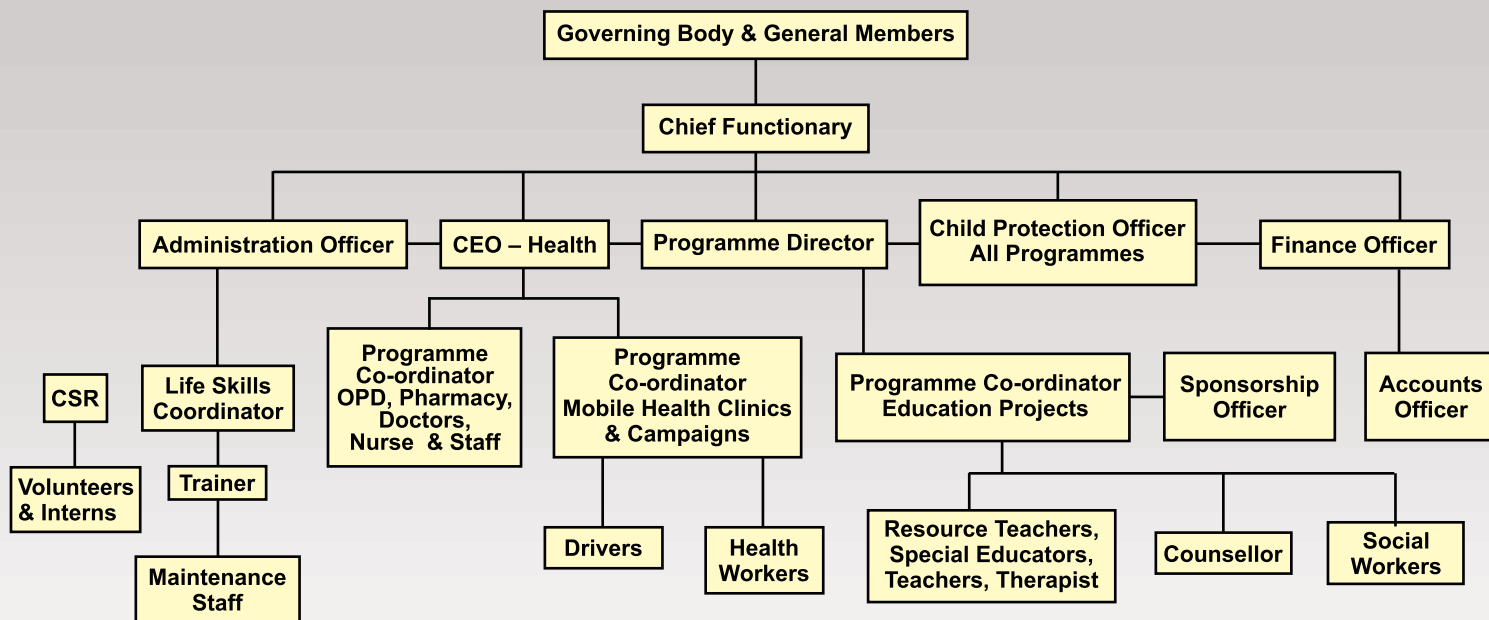 Governing Body & General Members
Chief Functionary
Administration Officer
CEO – Health
Programme Director
Child Protection Officer
All Programmes
Finance Officer
CSR
Volunteers
& Interns
Life Skills
Coordinator
Trainer
Maintenance
Staff
Programme
Co-ordinator
OPD, Pharmacy,
Doctors,
Nurse & Staff
Programme
Co-ordinator
Mobile Health Clinics
& Campaigns
Drivers
Health
Workers
Programme Co-ordinator
Education Projects
Sponsorship
Officer
Accounts
Officer
Resource Teachers,
Special Educators,
Teachers, Therapist
Counsellor
Social
Workers